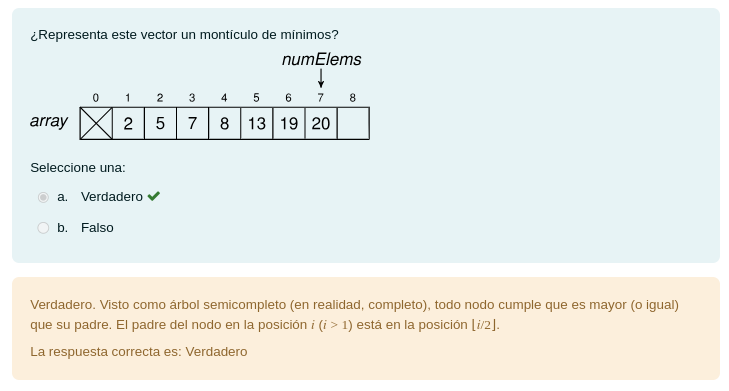 ¿Representa este vector un montículo de mínimos?
numElems
0 1 2 3 4 5 6 7 8
array 2 5 7 8 13 19 20
Seleccione una:
a. Verdadero
b. Falso
Verdadero. Visto como árbol semicompleto (en realidad, completo), todo nodo cumple que es mayor (o igual)
que su padre. El padre del nodo en la posición i (i > 1) está en la posición ⌊i/2⌋.
La respuesta correcta es: Verdadero